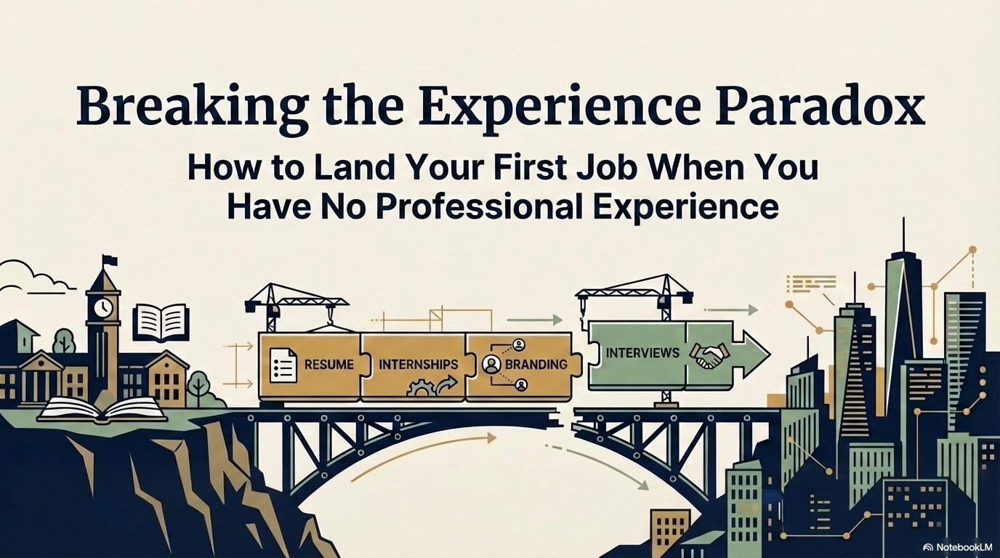 Breaking the Experience Paradox
How to Land Your First Job When You
Have No Professional Experience
RESUME
INTERNSHIPS
BRANDING
INTERVIEWS
NotebookLM